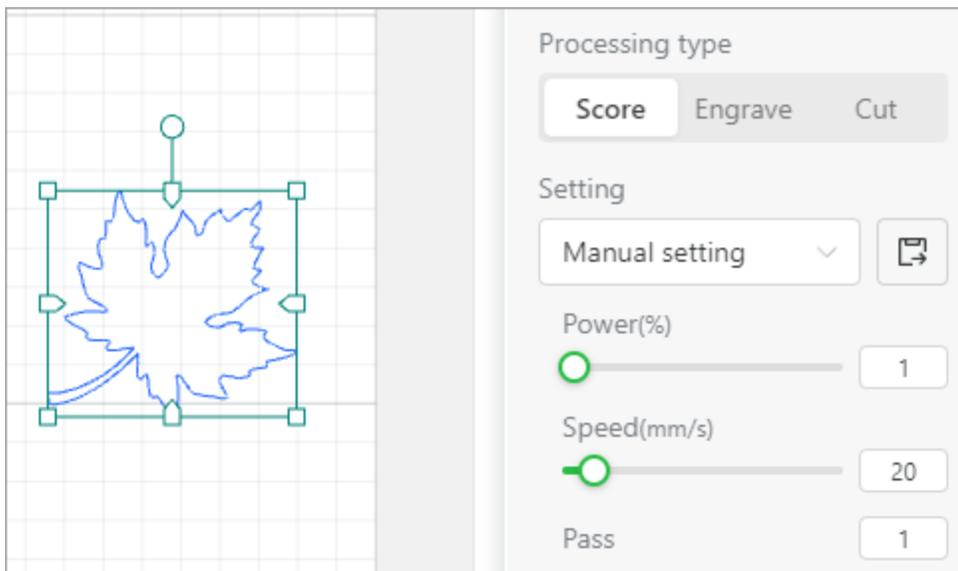 Processing type
Score Engrave Cut
Setting
Manual setting
Power(%)
1
Speed(mm/s)
20
Pass
1